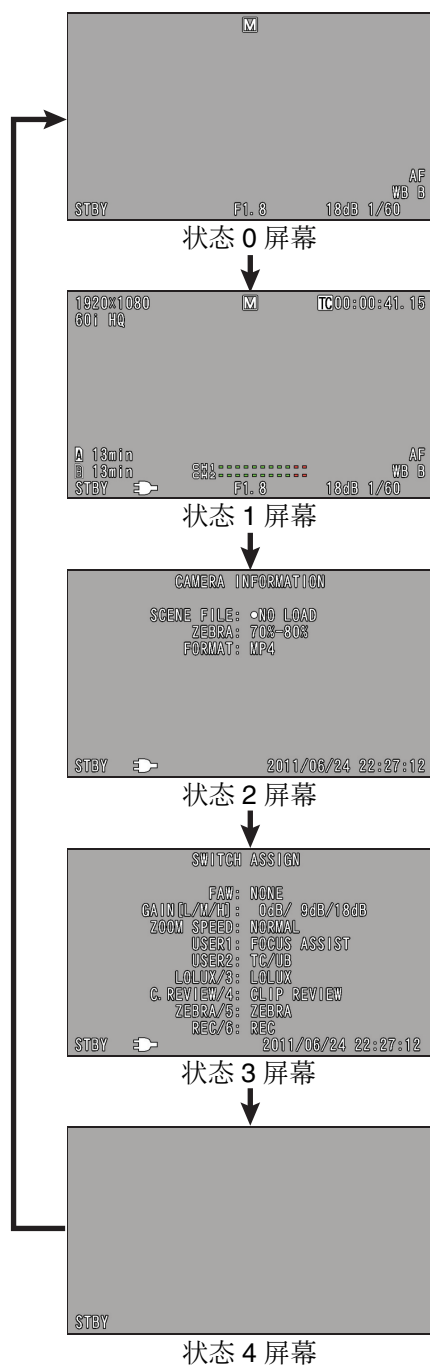 M
AF
WB B
STBY F1.8 18dB 1/60
状态 0 屏幕
1920×1080 M TC 00:00:41.15
60i HQ
A 13min AF
B 13min CH1 WB B
CH2
STBY F1.8 18dB 1/60
状态 1 屏幕
CAMERA INFORMATION
SCENE FILE: ●NO LOAD
ZEBRA: 70%-80%
FORMAT: MP4
STBY 2011/06/24 22:27:12
状态 2 屏幕
SWITCH ASSIGN
FAW: NONE
GAIN[L/M/H]: 0dB/ 9dB/18dB
ZOOM SPEED: NORMAL
USER1: FOCUS ASSIST
USER2: TC/UB
LOLUX/3: LOLUX
C.REVIEW/4: CLIP REVIEW
ZEBRA/5: ZEBRA
REC/6: REC
STBY 2011/06/24 22:27:12
状态 3 屏幕
STBY
状态 4 屏幕